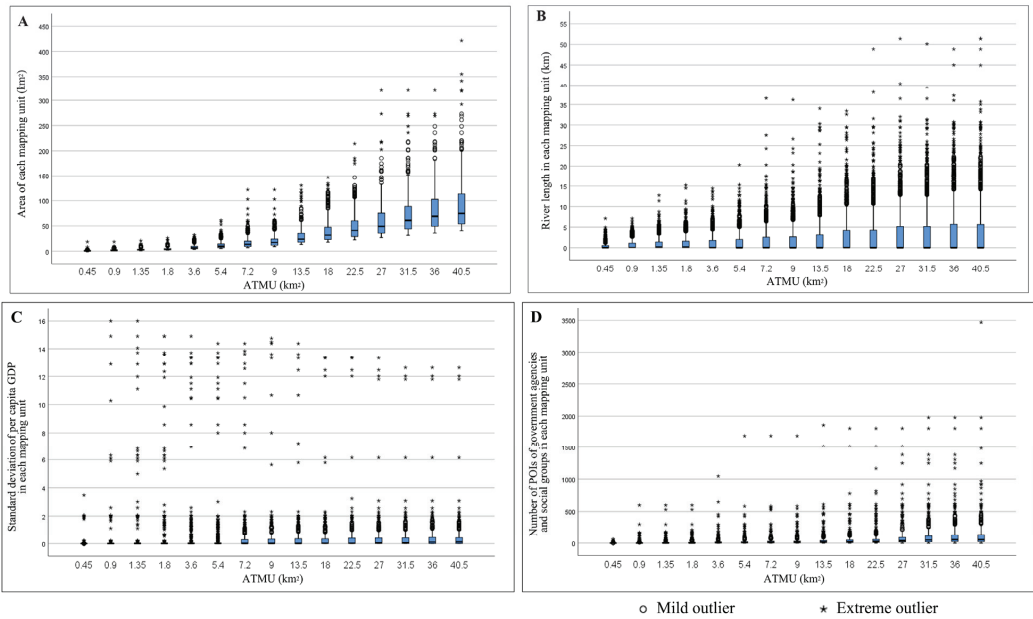 A
Area of each mapping unit (km²)
450
400
350
300
250
200
160
100
50
0
0.45 0.9 1.35 1.8 3.6 5.4 7.2 9 13.5 18 22.5 27 31.5 36 40.5
ATMU (km²)
B
River length in each mapping unit (km)
55
50
45
40
35
30
25
20
15
10
5
0
0.45 0.9 1.35 1.8 3.6 5.4 7.2 9 13.5 18 22.5 27 31.5 36 40.5
ATMU (km²)
C
Standard deviation of per capita GDP
in each mapping unit
16
14
12
10
8
6
4
2
0
0.45 0.9 1.35 1.8 3.6 5.4 7.2 9 13.5 18 22.5 27 31.5 36 40.5
ATMU (km²)
D
Number of POIs of government agencies
and social groups in each mapping unit
3500
3000
2500
2000
1500
1000
500
0
0.45 0.9 1.35 1.8 3.6 5.4 7.2 9 13.5 18 22.5 27 31.5 36 40.5
ATMU (km²)
Mild outlier
Extreme outlier